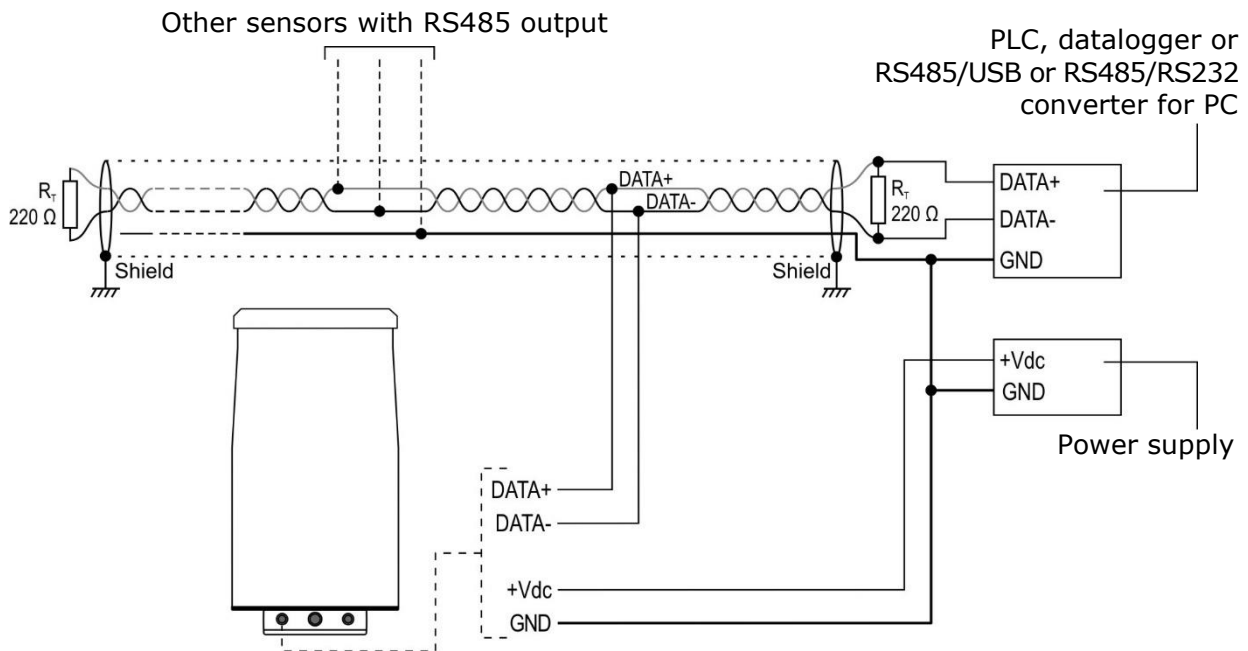 Other sensors with RS485 output
PLC, datalogger or
RS485/USB or RS485/RS232
converter for PC
RT
220 Ω
DATA+
DATA-
RT
220 Ω
DATA+
DATA-
GND
Shield
Shield
+Vdc
GND
Power supply
DATA+
DATA-
+Vdc
GND